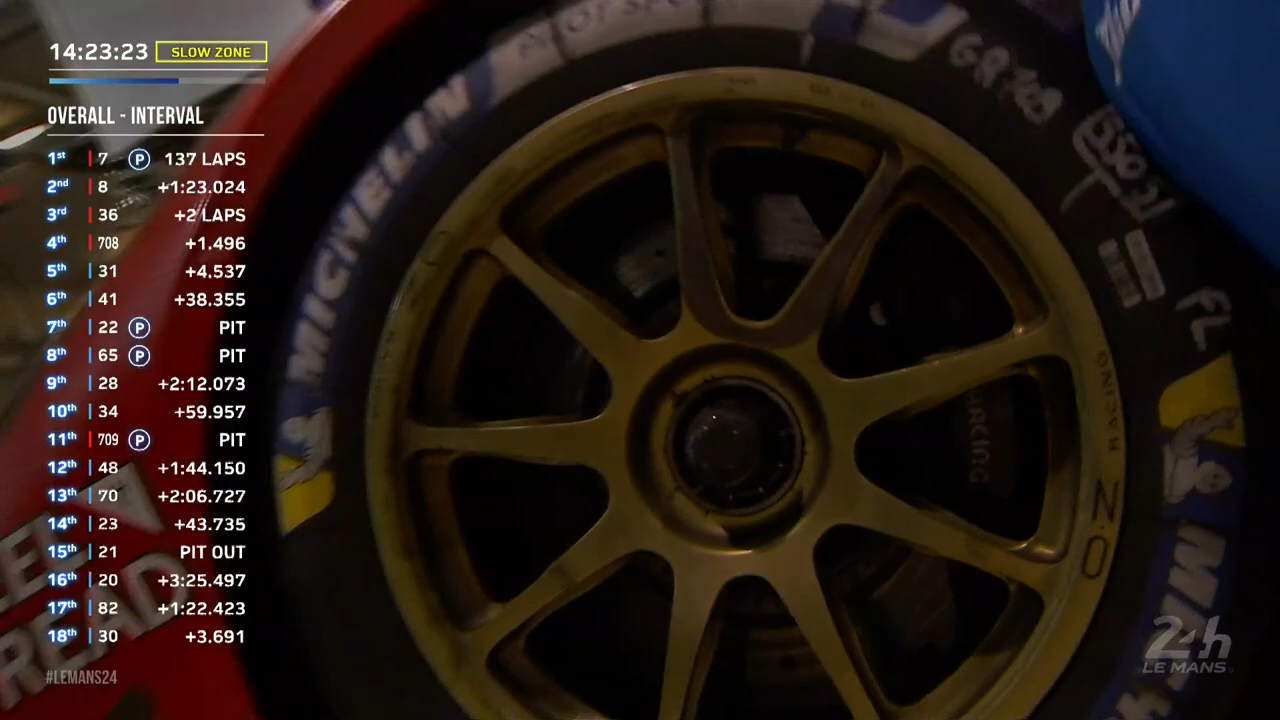 14:23:23 SLOW ZONE
OVERALL - INTERVAL
1st 7 P 137 LAPS
2nd 8 +1:23.024
3rd 36 +2 LAPS
4th 708 +1.496
5th 31 +4.537
6th 41 +38.355
7th 22 P PIT
8th 65 P PIT
9th 28 +2:12.073
10th 34 +59.957
11th 709 P PIT
12th 48 +1:44.150
13th 70 +2:06.727
14th 23 +43.735
15th 21 PIT OUT
16th 20 +3:25.497
17th 82 +1:22.423
18th 30 +3.691
#LEMANS24
MICHELIN
FL
RACING
RACING
O.Z
READ
24h
LE MANS